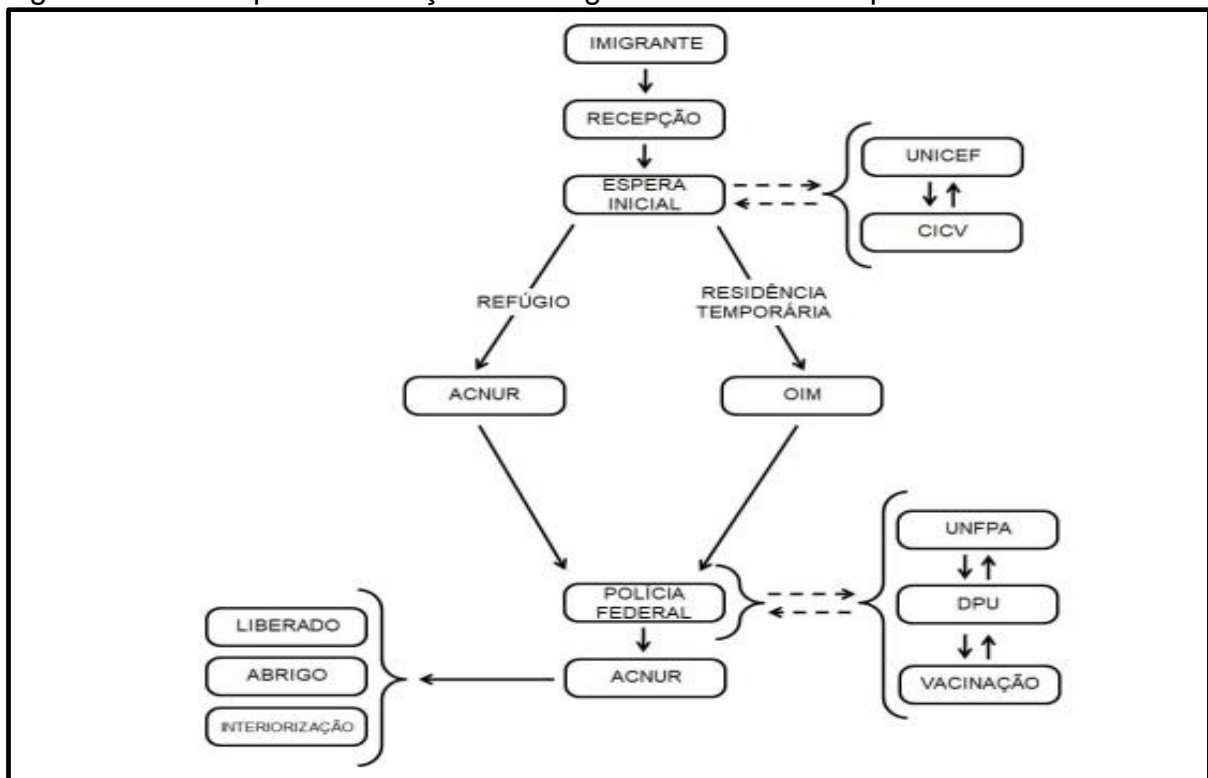 IMIGRANTE
RECEPÇÃO
ESPERA
INICIAL
UNICEF
CICV
REFÚGIO
RESIDÊNCIA
TEMPORÁRIA
ACNUR
OIM
UNFPA
POLÍCIA
FEDERAL
DPU
LIBERADO
ABRIGO
ACNUR
VACINAÇÃO
INTERIORIZAÇÃO